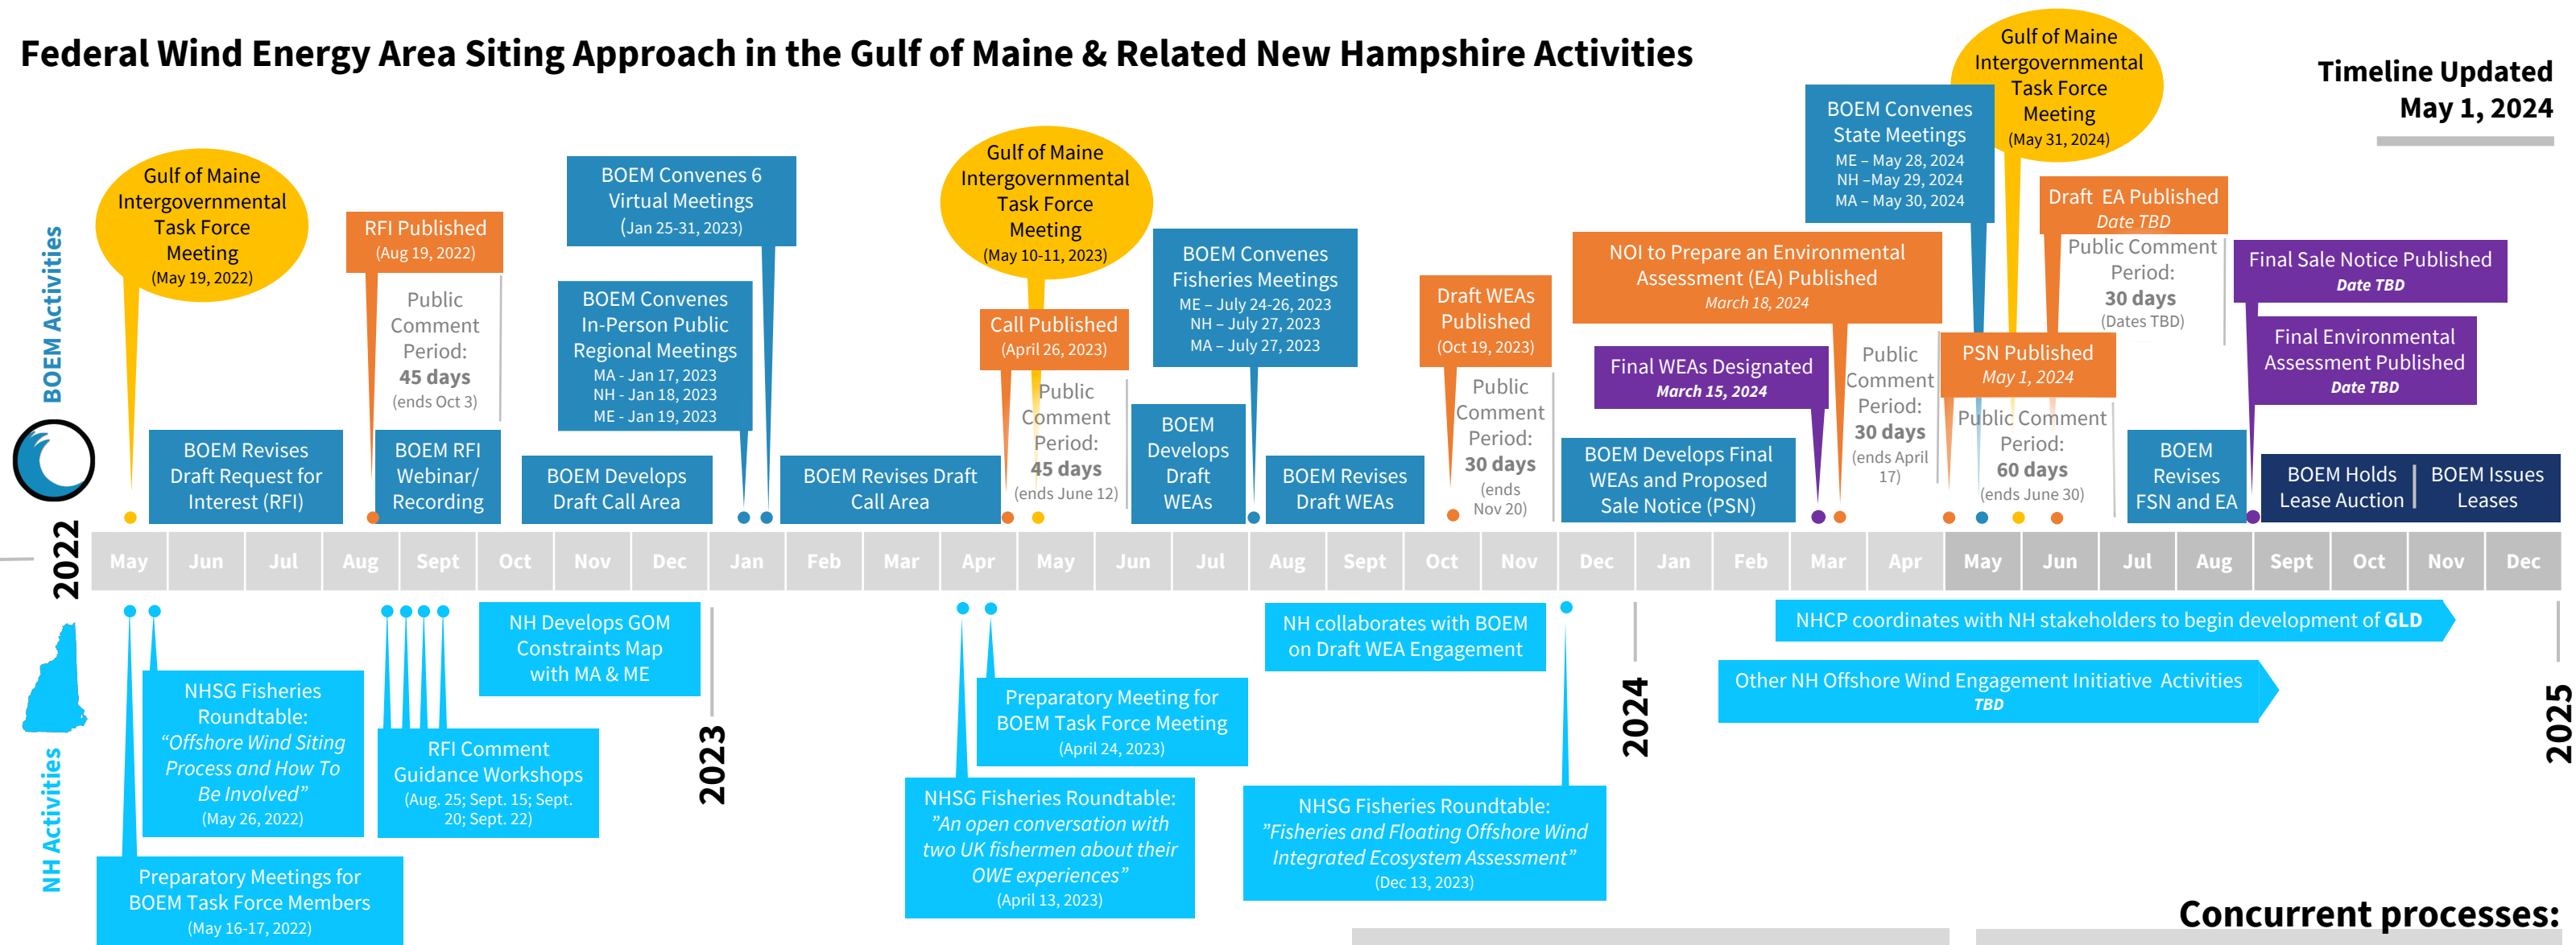 Federal Wind Energy Area Siting Approach in the Gulf of Maine & Related New Hampshire Activities
Timeline Updated
May 1, 2024
BOEM Activities
Gulf of Maine
Intergovernmental
Task Force
Meeting
(May 19, 2022)
BOEM Revises
Draft Request for
Interest (RFI)
RFI Published
(Aug 19, 2022)
Public
Comment
Period:
45 days
(ends Oct 3)
BOEM RFI
Webinar/
Recording
BOEM Convenes 6
Virtual Meetings
(Jan 25-31, 2023)
BOEM Convenes
In-Person Public
Regional Meetings
MA - Jan 17, 2023
NH - Jan 18, 2023
ME - Jan 19, 2023
BOEM Develops
Draft Call Area
BOEM Revises Draft
Call Area
Gulf of Maine
Intergovernmental
Task Force
Meeting
(May 10-11, 2023)
Call Published
(April 26, 2023)
Public
Comment
Period:
45 days
(ends June 12)
BOEM Convenes
Fisheries Meetings
ME – July 24-26, 2023
NH – July 27, 2023
MA – July 27, 2023
BOEM
Develops
Draft
WEAs
BOEM Revises
Draft WEAs
Draft WEAs
Published
(Oct 19, 2023)
Public
Comment
Period:
30 days
(ends
Nov 20)
NOI to Prepare an Environmental
Assessment (EA) Published
March 18, 2024
Final WEAs Designated
March 15, 2024
BOEM Develops Final
WEAs and Proposed
Sale Notice (PSN)
Public
Comment
Period:
30 days
(ends April
17)
BOEM Convenes
State Meetings
ME – May 28, 2024
NH –May 29, 2024
MA – May 30, 2024
Gulf of Maine
Intergovernmental
Task Force
Meeting
(May 31, 2024)
Draft EA Published
Date TBD
Public Comment
Period:
30 days
(Dates TBD)
PSN Published
May 1, 2024
Public Comment
Period:
60 days
(ends June 30)
BOEM
Revises
FSN and EA
Final Sale Notice Published
Date TBD
Final Environmental
Assessment Published
Date TBD
BOEM Holds
Lease Auction
BOEM Issues
Leases
2022
May Jun Jul Aug Sept Oct Nov Dec Jan Feb Mar Apr May Jun Jul Aug Sept Oct Nov Dec Jan Feb Mar Apr May Jun Jul Aug Sept Oct Nov Dec
NH Activities
NHSG Fisheries
Roundtable:
“Offshore Wind Siting
Process and How To
Be Involved”
(May 26, 2022)
Preparatory Meetings for
BOEM Task Force Members
(May 16-17, 2022)
RFI Comment
Guidance Workshops
(Aug. 25; Sept. 15; Sept.
20; Sept. 22)
NH Develops GOM
Constraints Map
with MA & ME
2023
Preparatory Meeting for
BOEM Task Force Meeting
(April 24, 2023)
NHSG Fisheries Roundtable:
”An open conversation with
two UK fishermen about their
OWE experiences”
(April 13, 2023)
NH collaborates with BOEM
on Draft WEA Engagement
NHSG Fisheries Roundtable:
”Fisheries and Floating Offshore Wind
Integrated Ecosystem Assessment”
(Dec 13, 2023)
2024
NHCP coordinates with NH stakeholders to begin development of GLD
Other NH Offshore Wind Engagement Initiative Activities
TBD
2025
Concurrent processes: